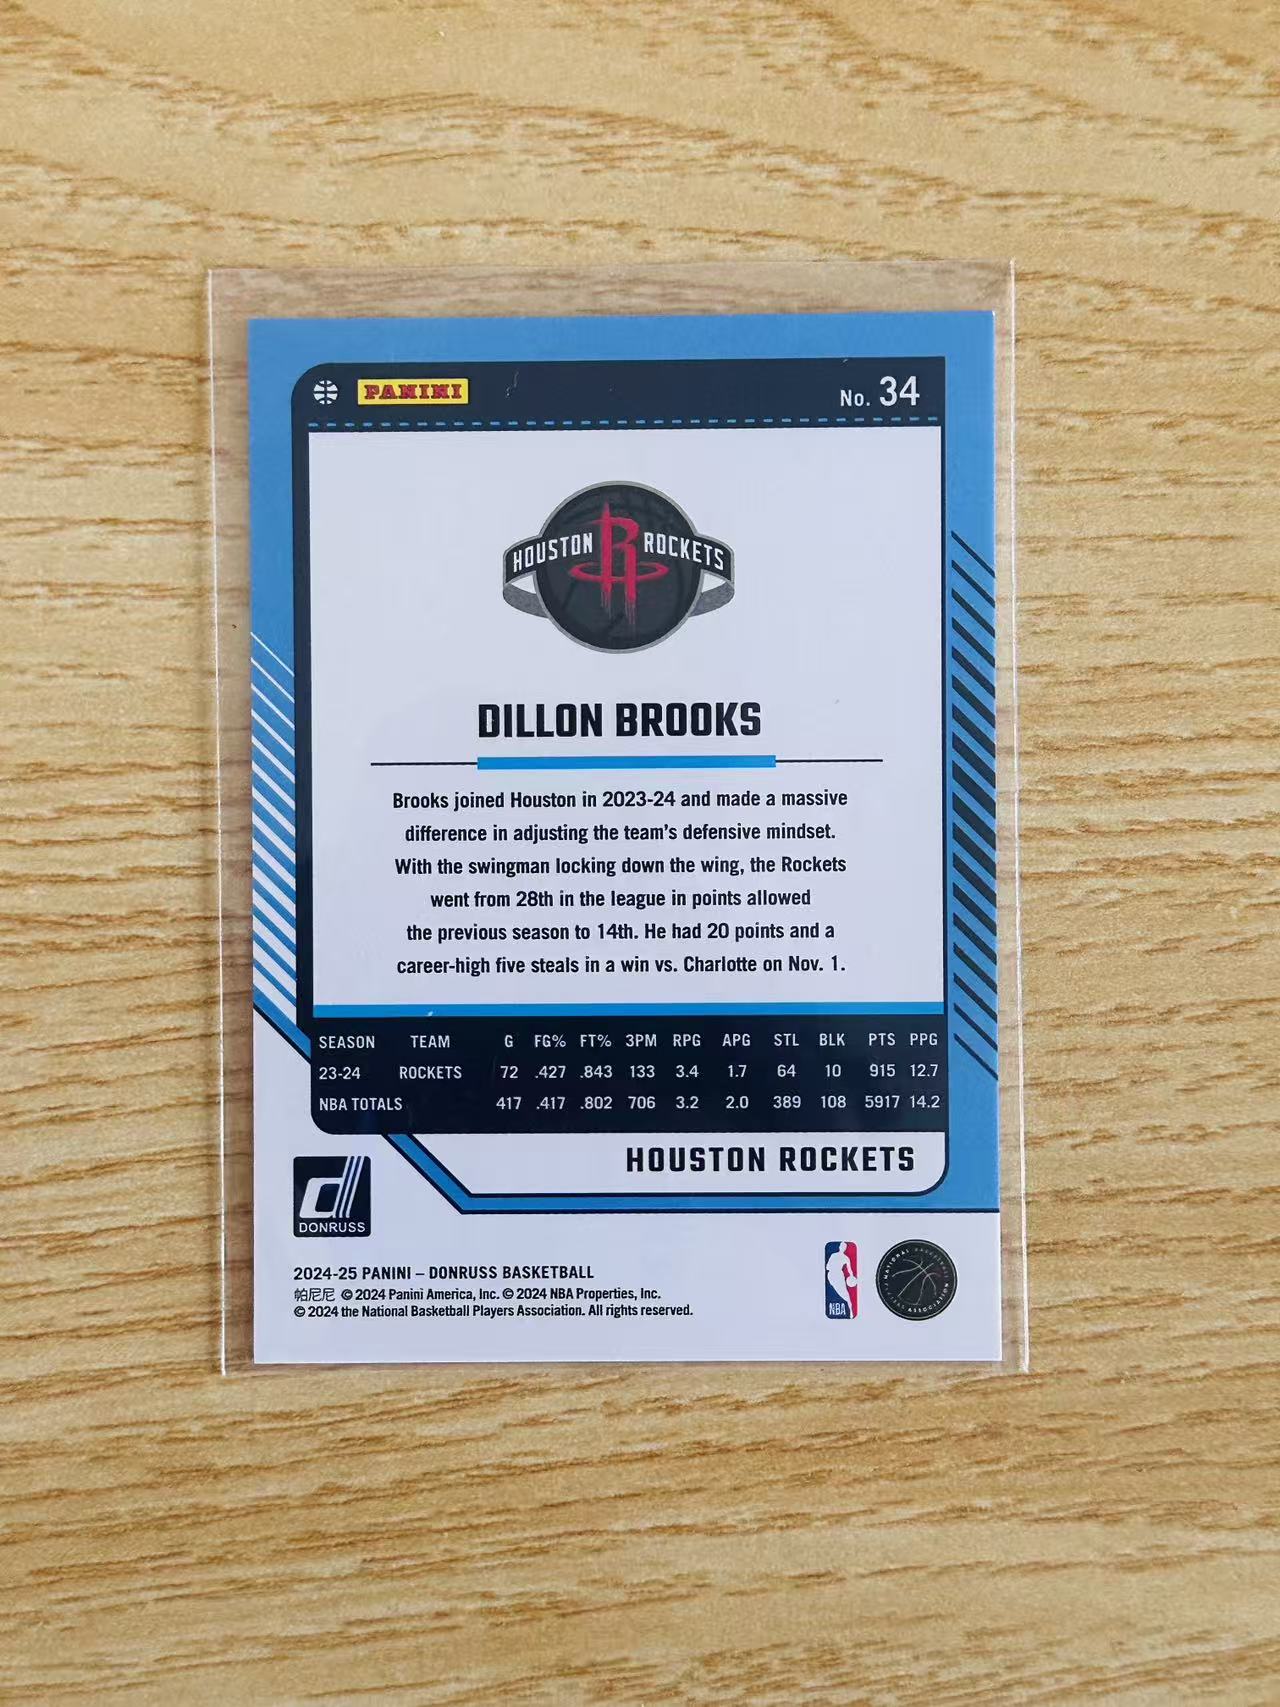 PANINI
No. 34
HOUSTON ROCKETS
DILLON BROOKS
Brooks joined Houston in 2023-24 and made a massive
difference in adjusting the team's defensive mindset.
With the swingman locking down the wing, the Rockets
went from 28th in the league in points allowed
the previous season to 14th. He had 20 points and a
career-high five steals in a win vs. Charlotte on Nov. 1.
SEASON TEAM G FG% FT% 3PM RPG APG STL BLK PTS PPG
23-24 ROCKETS 72 .427 .843 133 3.4 1.7 64 10 915 12.7
NBA TOTALS 417 .417 .802 706 3.2 2.0 389 108 5917 14.2
HOUSTON ROCKETS
DONRUSS
2024-25 PANINI – DONRUSS BASKETBALL
帕尼尼 © 2024 Panini America, Inc. © 2024 NBA Properties, Inc.
© 2024 the National Basketball Players Association. All rights reserved.
NBA
NATIONAL BASKETBALL PLAYERS ASSOCIATION